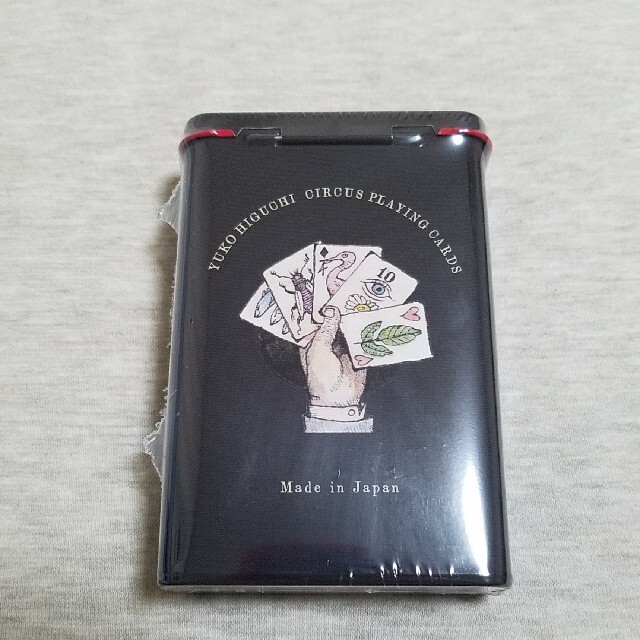 YUKO HIGUCHI CIRCUS PLAYING CARDS
10
Made in Japan